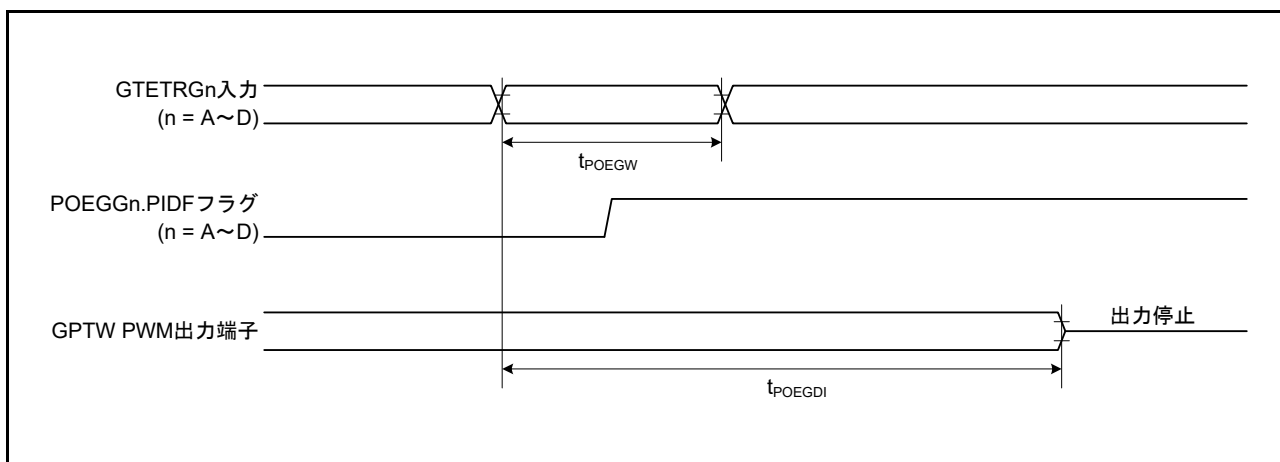 GTETRGn入力
(n = A～D)
tPOEGW
POEGGn.PIDFフラグ
(n = A～D)
GPTW PWM出力端子
出力停止
tPOEGDI